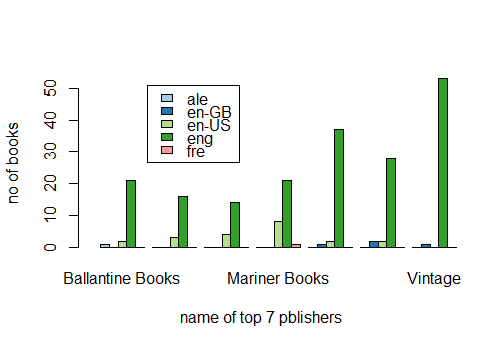 ale
en-GB
en-US
eng
fre
no of books
50
40
30
20
10
0
Ballantine Books
Mariner Books
Vintage
name of top 7 pblishers